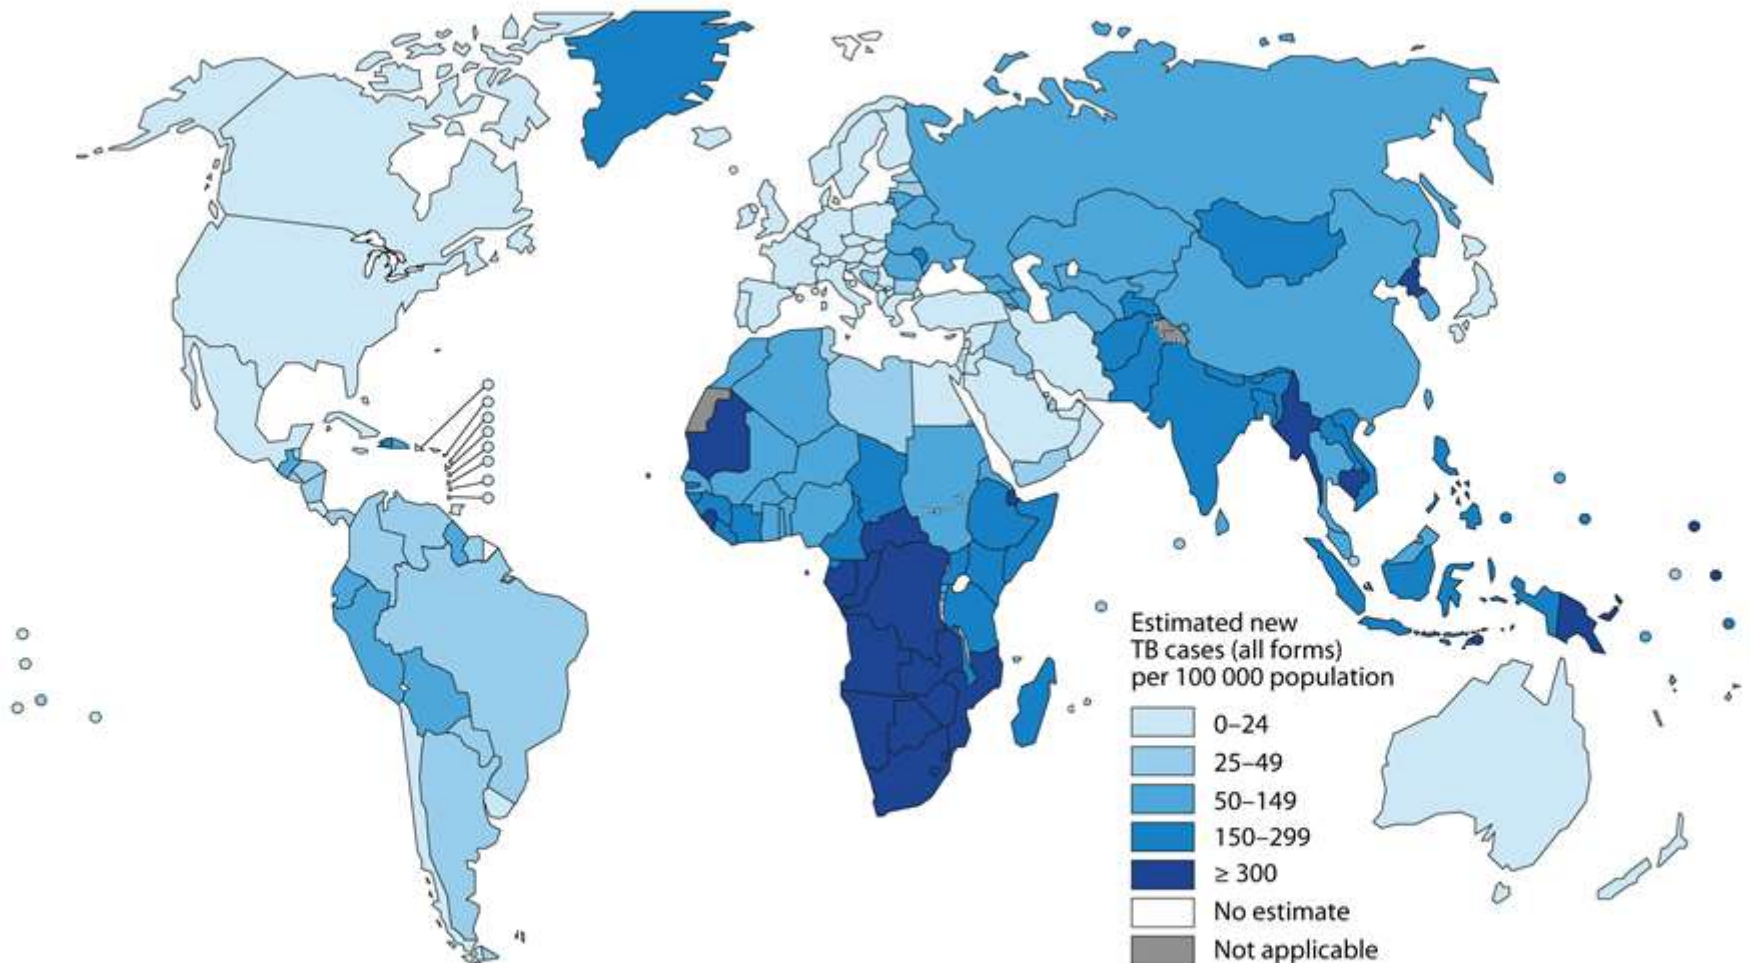 Estimated new
TB cases (all forms)
per 100 000 population
0–24
25–49
50–149
150–299
≥ 300
No estimate
Not applicable